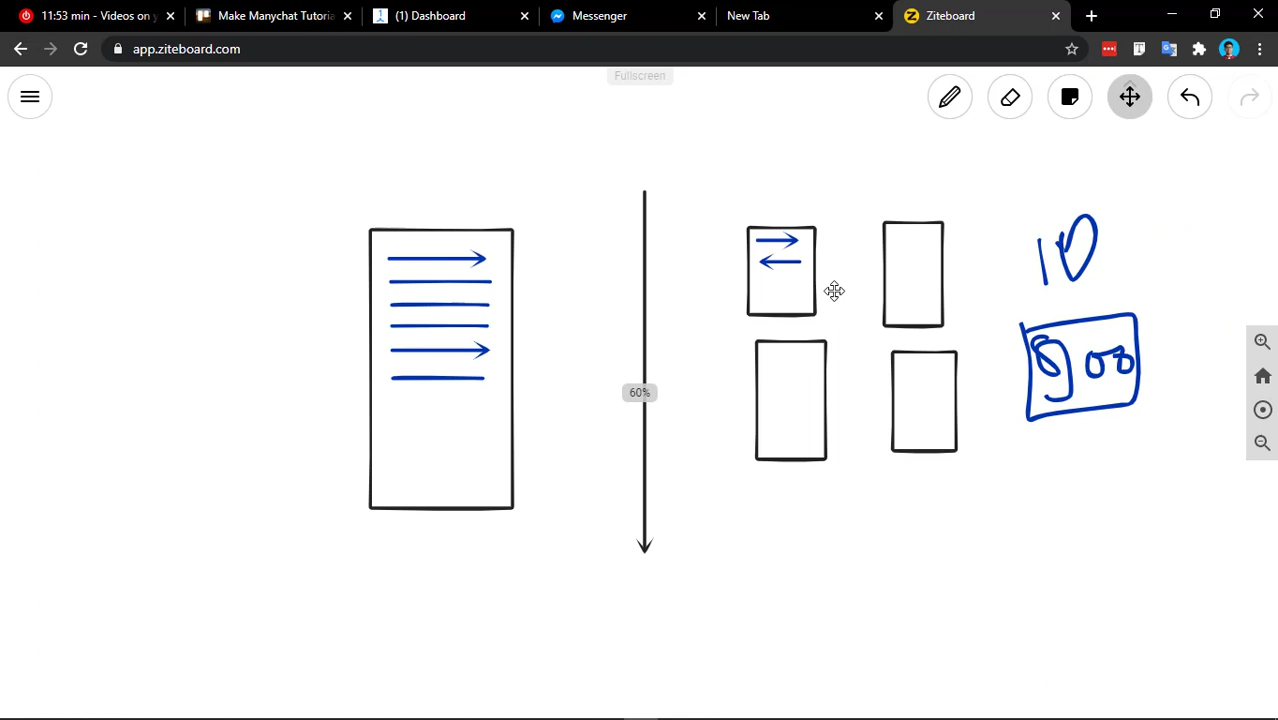 11:53 min - Videos on y
Make Manychat Tutoria
(1) Dashboard
Messenger
New Tab
Ziteboard
app.ziteboard.com
Fullscreen
10
60%